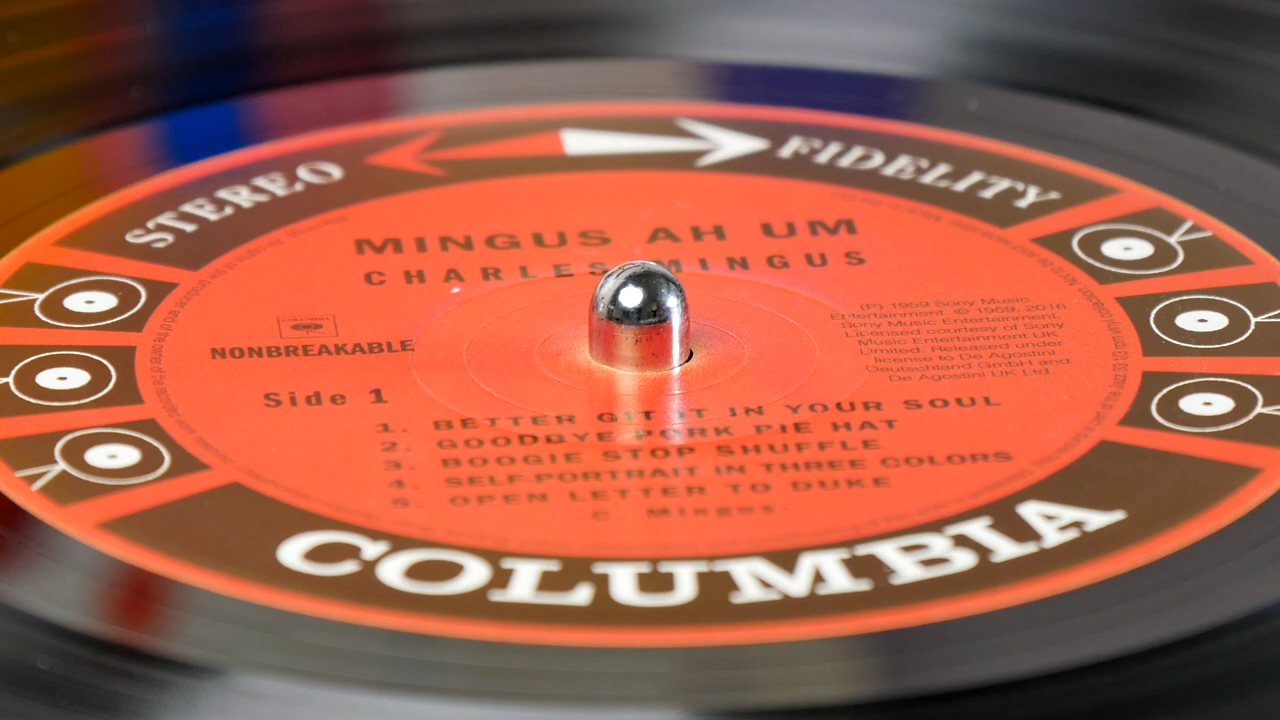 STEREO FIDELITY
MINGUS AH UM
CHARLES MINGUS
COLUMBIA
NONBREAKABLE
(P) 1959 Sony Music
Entertainment. © 1959, 2016
Sony Music Entertainment.
Licensed courtesy of Sony
Music Entertainment UK
Limited. Released under
license to De Agostini
Deutschland GmbH and
De Agostini UK Ltd.
Side 1
1. BETTER GIT IT IN YOUR SOUL
2. GOODBYE PORK PIE HAT
3. BOOGIE STOP SHUFFLE
4. SELF-PORTRAIT IN THREE COLORS
5. OPEN LETTER TO DUKE
C. Mingus
COLUMBIA